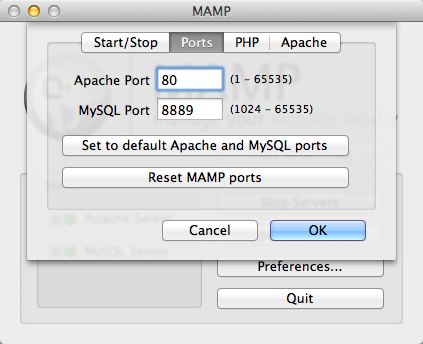 MAMP
Start/Stop Ports PHP Apache
Apache Port 80 (1 – 65535)
MySQL Port 8889 (1024 – 65535)
Set to default Apache and MySQL ports
Reset MAMP ports
Stop Servers
Apache Server
Cancel OK
MySQL Server
Preferences...
Quit